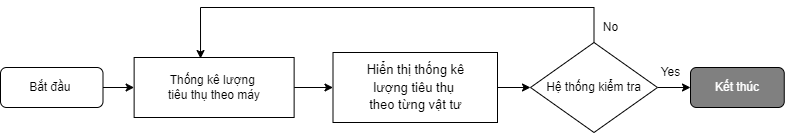 No
Bắt đầu
Thống kê lượng
tiêu thụ theo máy
Hiển thị thống kê
lượng tiêu thụ
theo từng vật tư
Hệ thống kiểm tra
Yes
Kết thúc